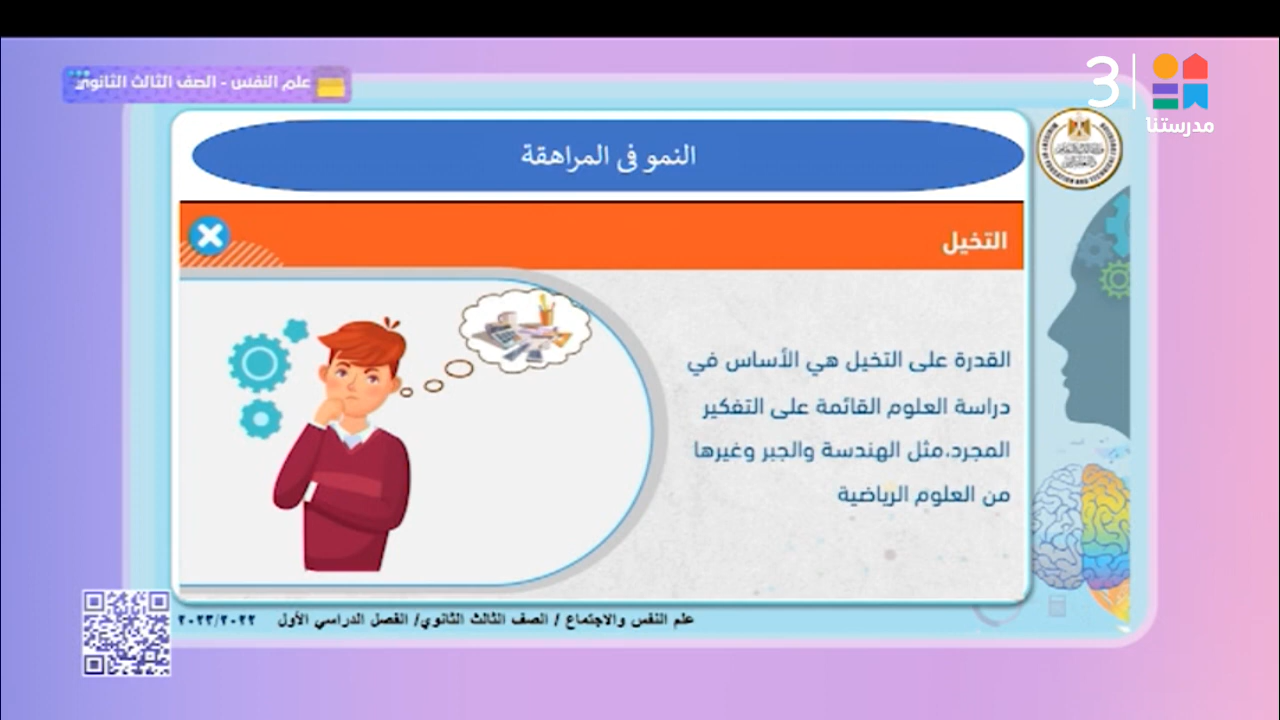 علم النفس - الصف الثالث الثانوي
3
مدرستنا
النمو فى المراهقة
التخيل
القدرة على التخيل هي الأساس في
دراسة العلوم القائمة على التفكير
المجرد،مثل الهندسة والجبر وغيرها
من العلوم الرياضية
علم النفس والاجتماع / الصف الثالث الثانوي/ الفصل الدراسي الأول ٢٠٢٣/٢٠٢٢